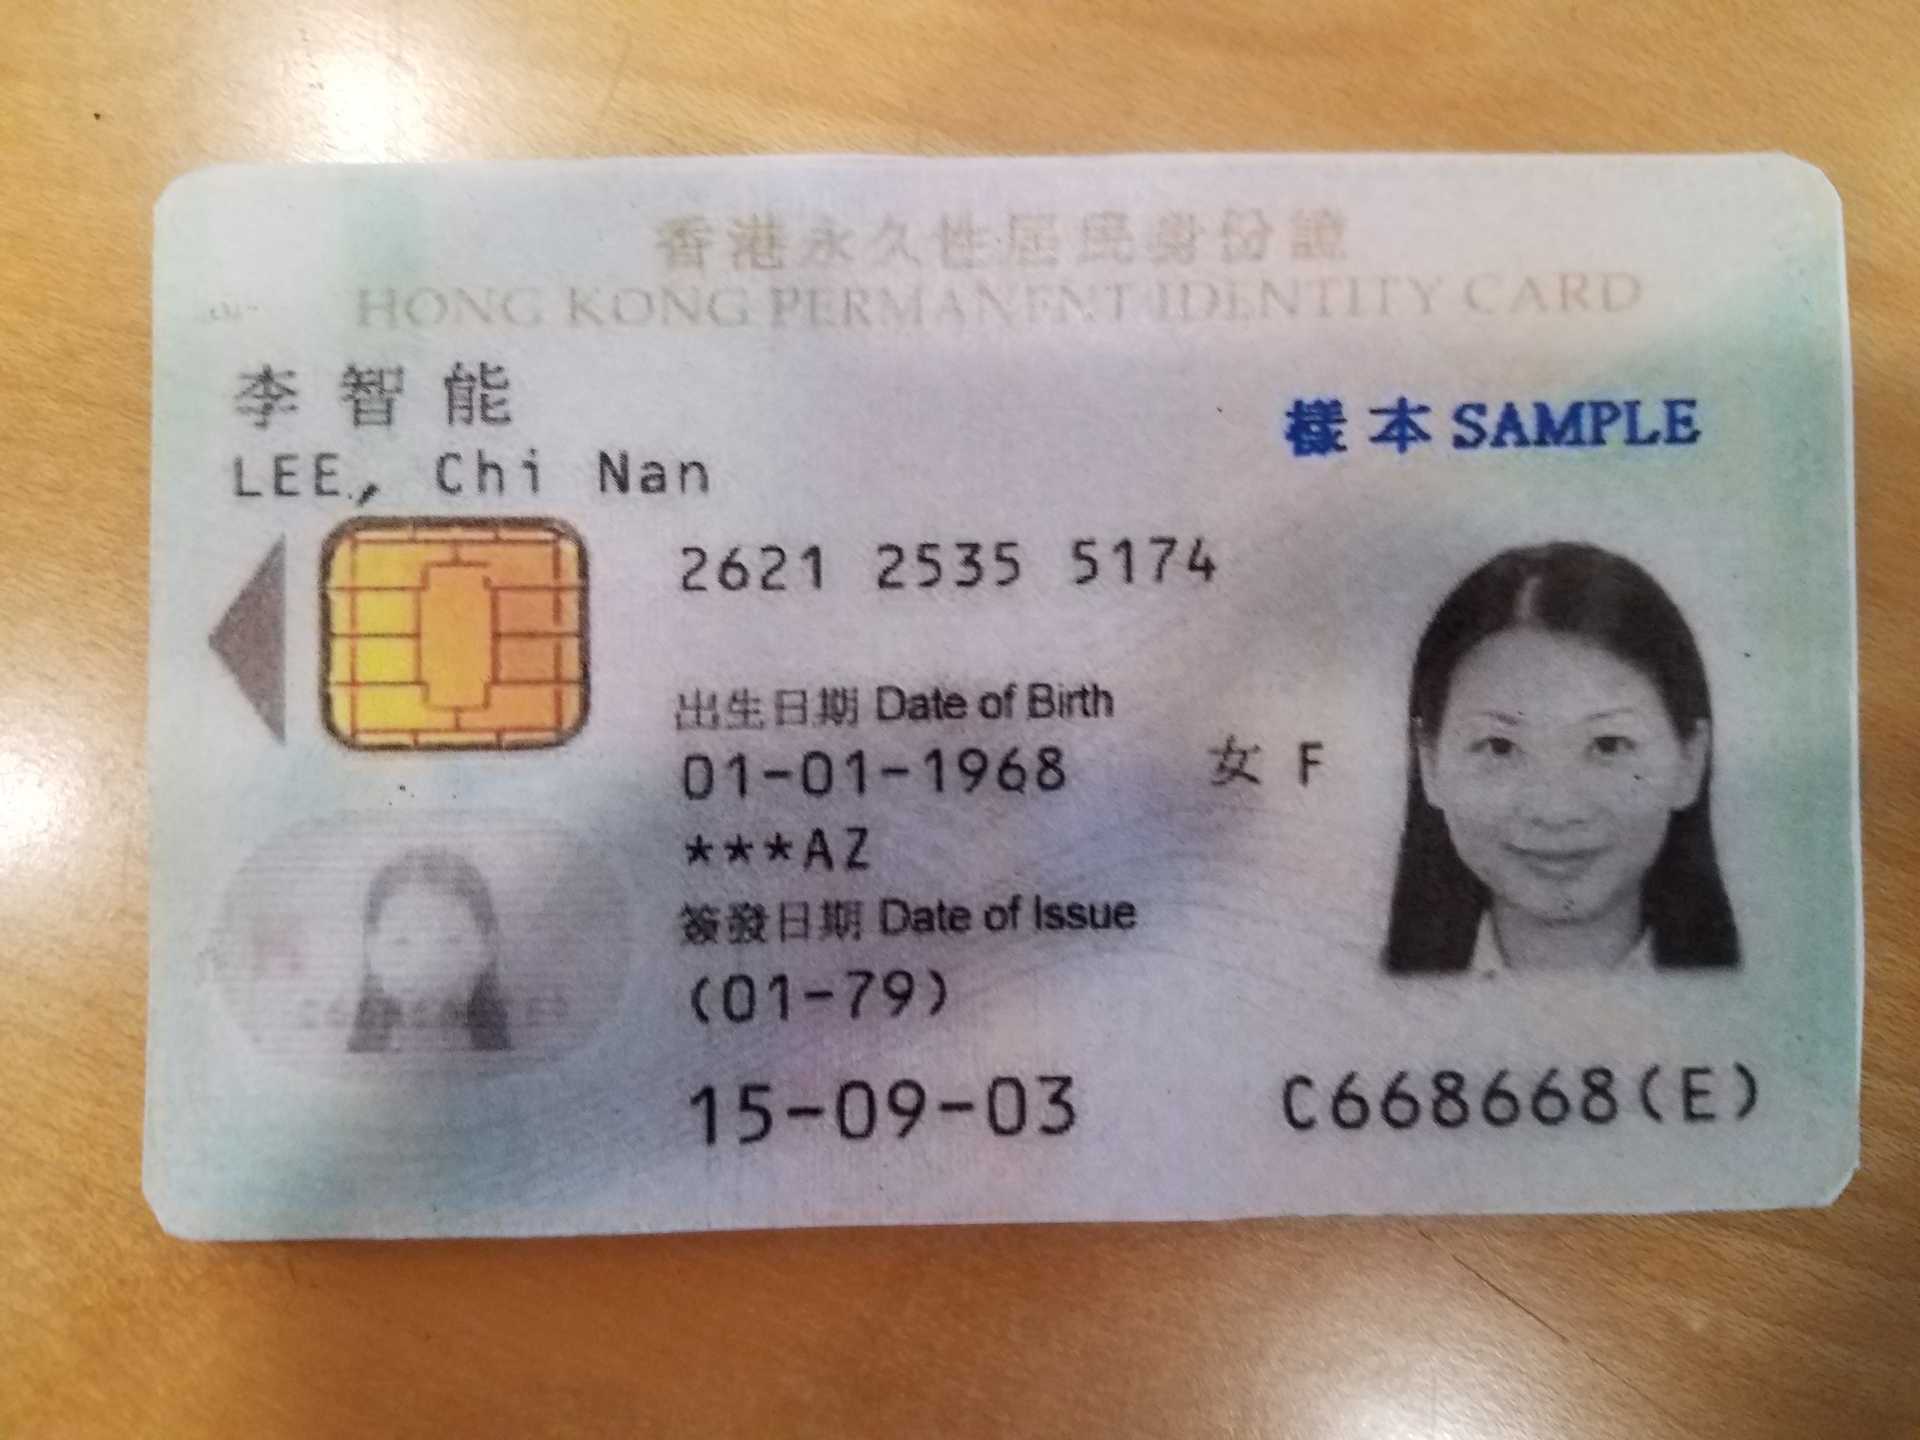 香港永久性居民身份證
HONG KONG PERMANENT IDENTITY CARD
李智能
LEE, Chi Nan
樣本 SAMPLE
2621 2535 5174
出生日期 Date of Birth
01-01-1968 女 F
***AZ
簽發日期 Date of Issue
(01-79)
15-09-03 C668668(E)